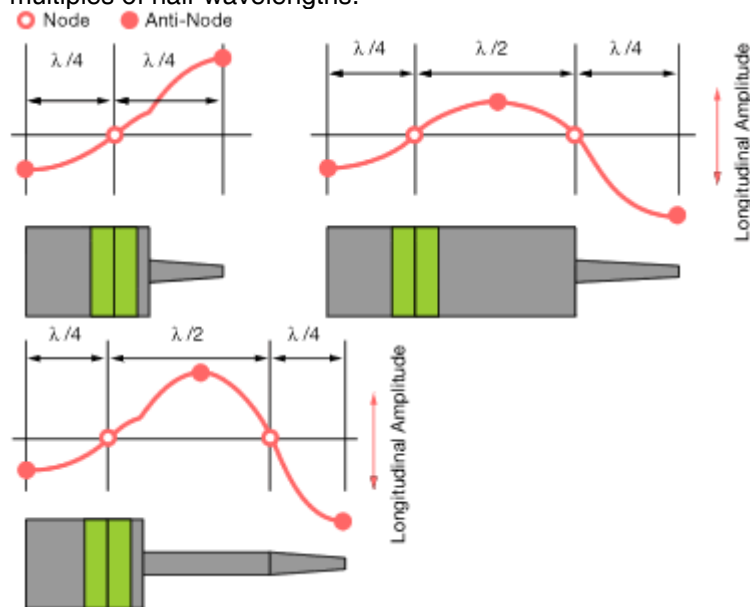 multiples of half wavelengths.
Node Anti-Node
λ/4 λ/4
λ/4 λ/2 λ/4
Longitudinal Amplitude
λ/4 λ/2 λ/4
Longitudinal Amplitude